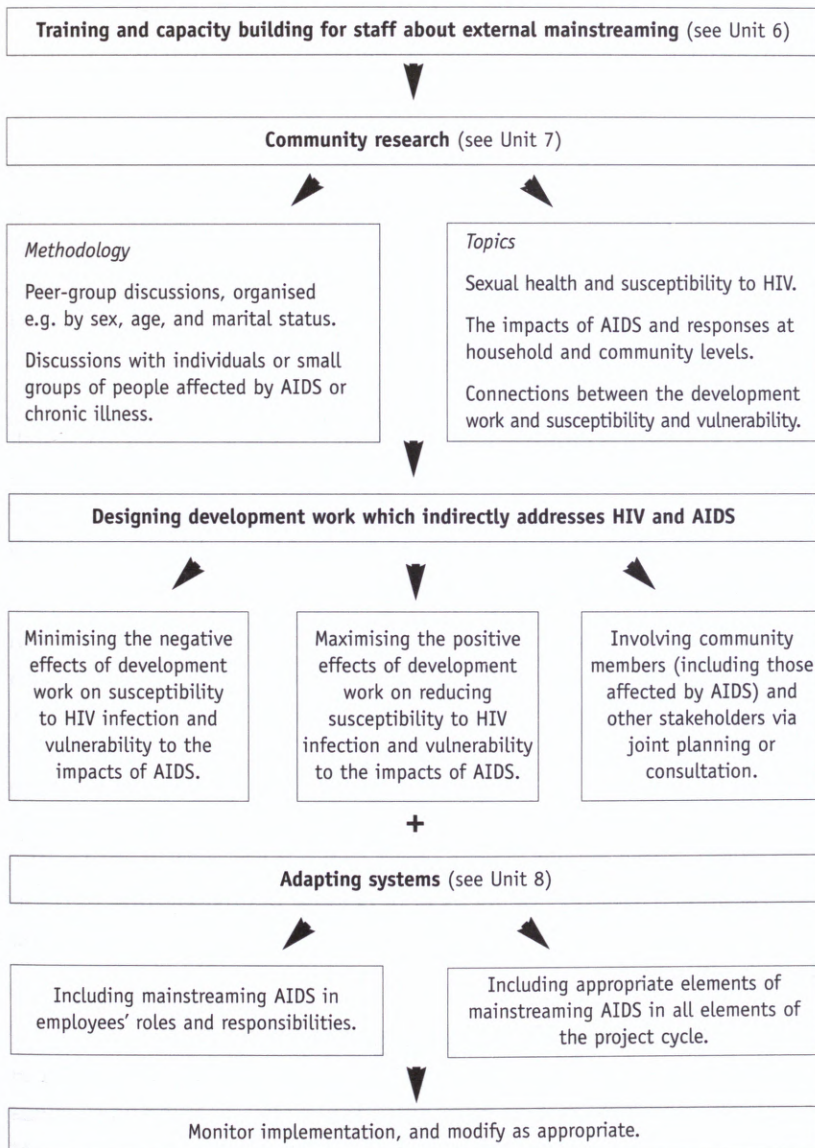 Training and capacity building for staff about external mainstreaming (see Unit 6)
Community research (see Unit 7)
Methodology
Peer-group discussions, organised
e.g. by sex, age, and marital status.
Discussions with individuals or small
groups of people affected by AIDS or
chronic illness.
Topics
Sexual health and susceptibility to HIV.
The impacts of AIDS and responses at
household and community levels.
Connections between the development
work and susceptibility and vulnerability.
Designing development work which indirectly addresses HIV and AIDS
Minimising the negative
effects of development
work on susceptibility
to HIV infection and
vulnerability to the
impacts of AIDS.
Maximising the positive
effects of development
work on reducing
susceptibility to HIV
infection and vulnerability
to the impacts of AIDS.
Involving community
members (including those
affected by AIDS) and
other stakeholders via
joint planning or
consultation.
+
Adapting systems (see Unit 8)
Including mainstreaming AIDS in
employees' roles and responsibilities.
Including appropriate elements of
mainstreaming AIDS in all elements of
the project cycle.
Monitor implementation, and modify as appropriate.